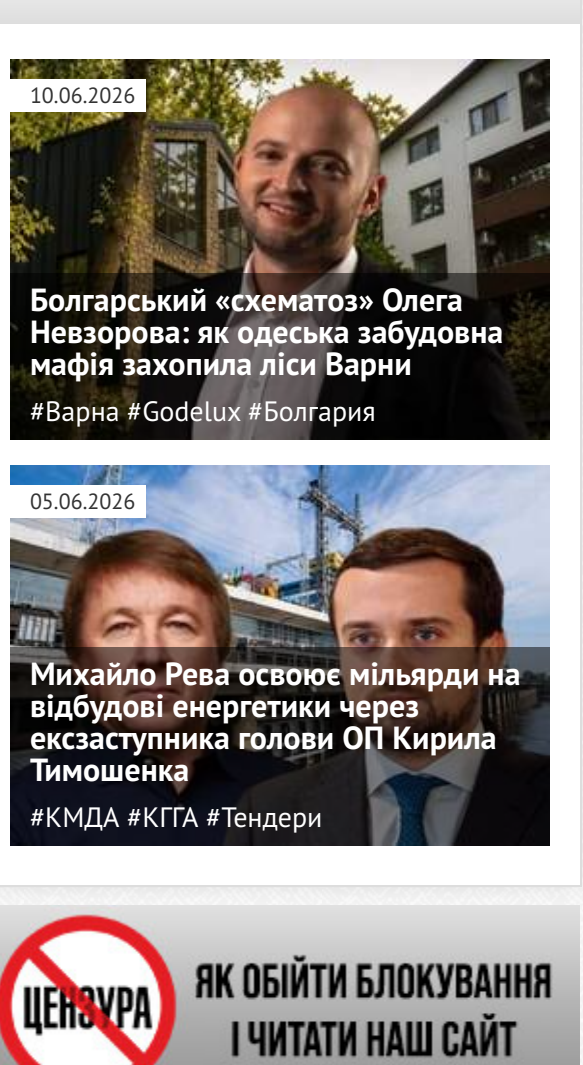 10.06.2026
Болгарський «схематоз» Олега
Невзорова: як одеська забудовна
мафія захопила ліси Варни
#Варна #Godelux #Болгария
05.06.2026
Михайло Рева освоює мільярди на
відбудові енергетики через
ексзаступника голови ОП Кирила
Тимошенка
#КМДА #КГГА #Тендери
ЦЕНЗУРА
ЯК ОБІЙТИ БЛОКУВАННЯ
І ЧИТАТИ НАШ САЙТ